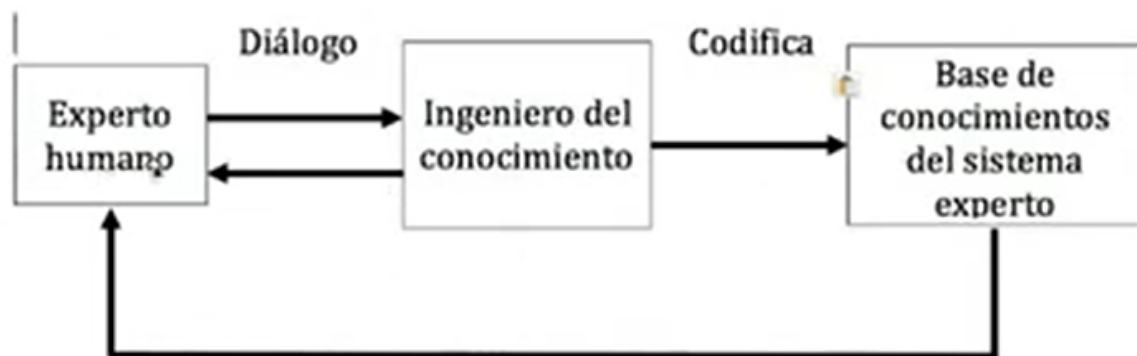 Diálogo
Codifica
Experto
humano
Ingeniero del
conocimiento
Base de
conocimientos
del sistema
experto